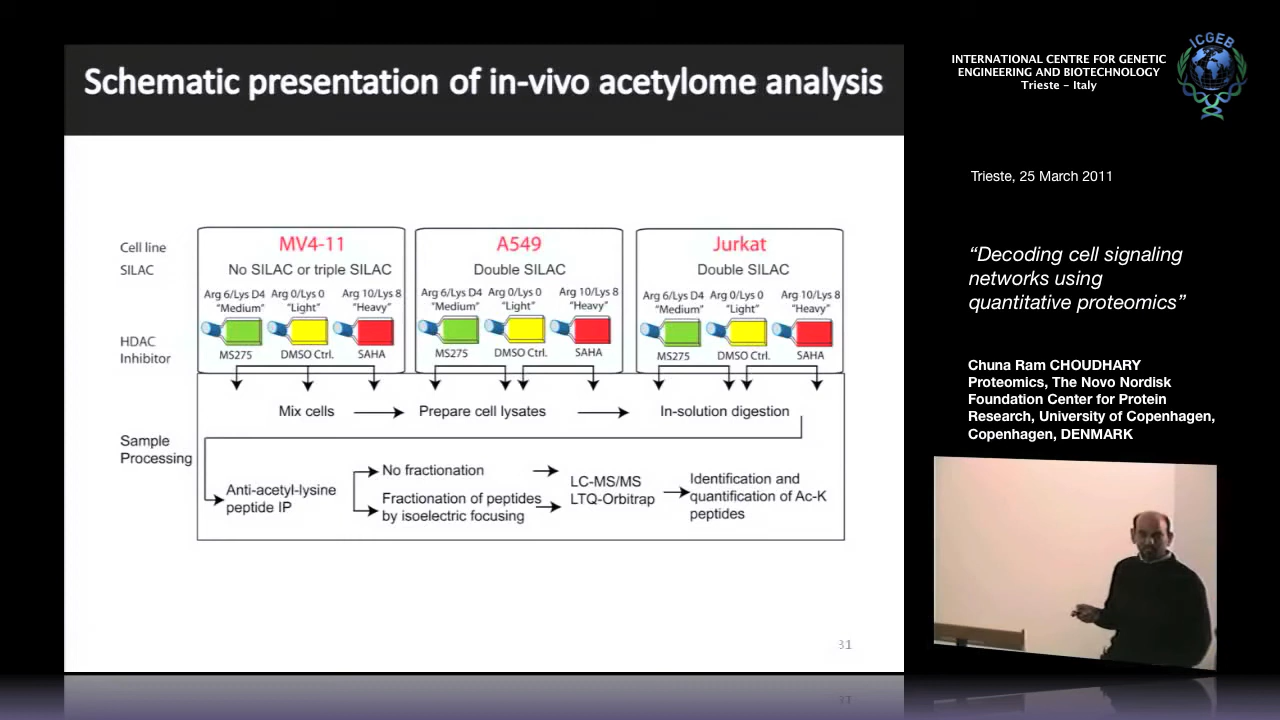 Schematic presentation of in-vivo acetylome analysis
Cell line
SILAC
HDAC
Inhibitor
Sample
Processing
MV4-11
No SILAC or triple SILAC
Arg 6/Lys D4
"Medium"
Arg 0/Lys 0
"Light"
Arg 10/Lys 8
"Heavy"
MS275
DMSO Ctrl.
SAHA
A549
Double SILAC
Arg 6/Lys D4
"Medium"
Arg 0/Lys 0
"Light"
Arg 10/Lys 8
"Heavy"
MS275
DMSO Ctrl.
SAHA
Jurkat
Double SILAC
Arg 6/Lys D4
"Medium"
Arg 0/Lys 0
"Light"
Arg 10/Lys 8
"Heavy"
MS275
DMSO Ctrl.
SAHA
Mix cells
Prepare cell lysates
In-solution digestion
Anti-acetyl-lysine
peptide IP
No fractionation
Fractionation of peptides
by isoelectric focusing
LC-MS/MS
LTQ-Orbitrap
Identification and
quantification of Ac-K
peptides
31
INTERNATIONAL CENTRE FOR GENETIC
ENGINEERING AND BIOTECHNOLOGY
Trieste – Italy
ICGEB
Trieste, 25 March 2011
“Decoding cell signaling
networks using
quantitative proteomics”
Chuna Ram CHOUDHARY
Proteomics, The Novo Nordisk
Foundation Center for Protein
Research, University of Copenhagen,
Copenhagen, DENMARK